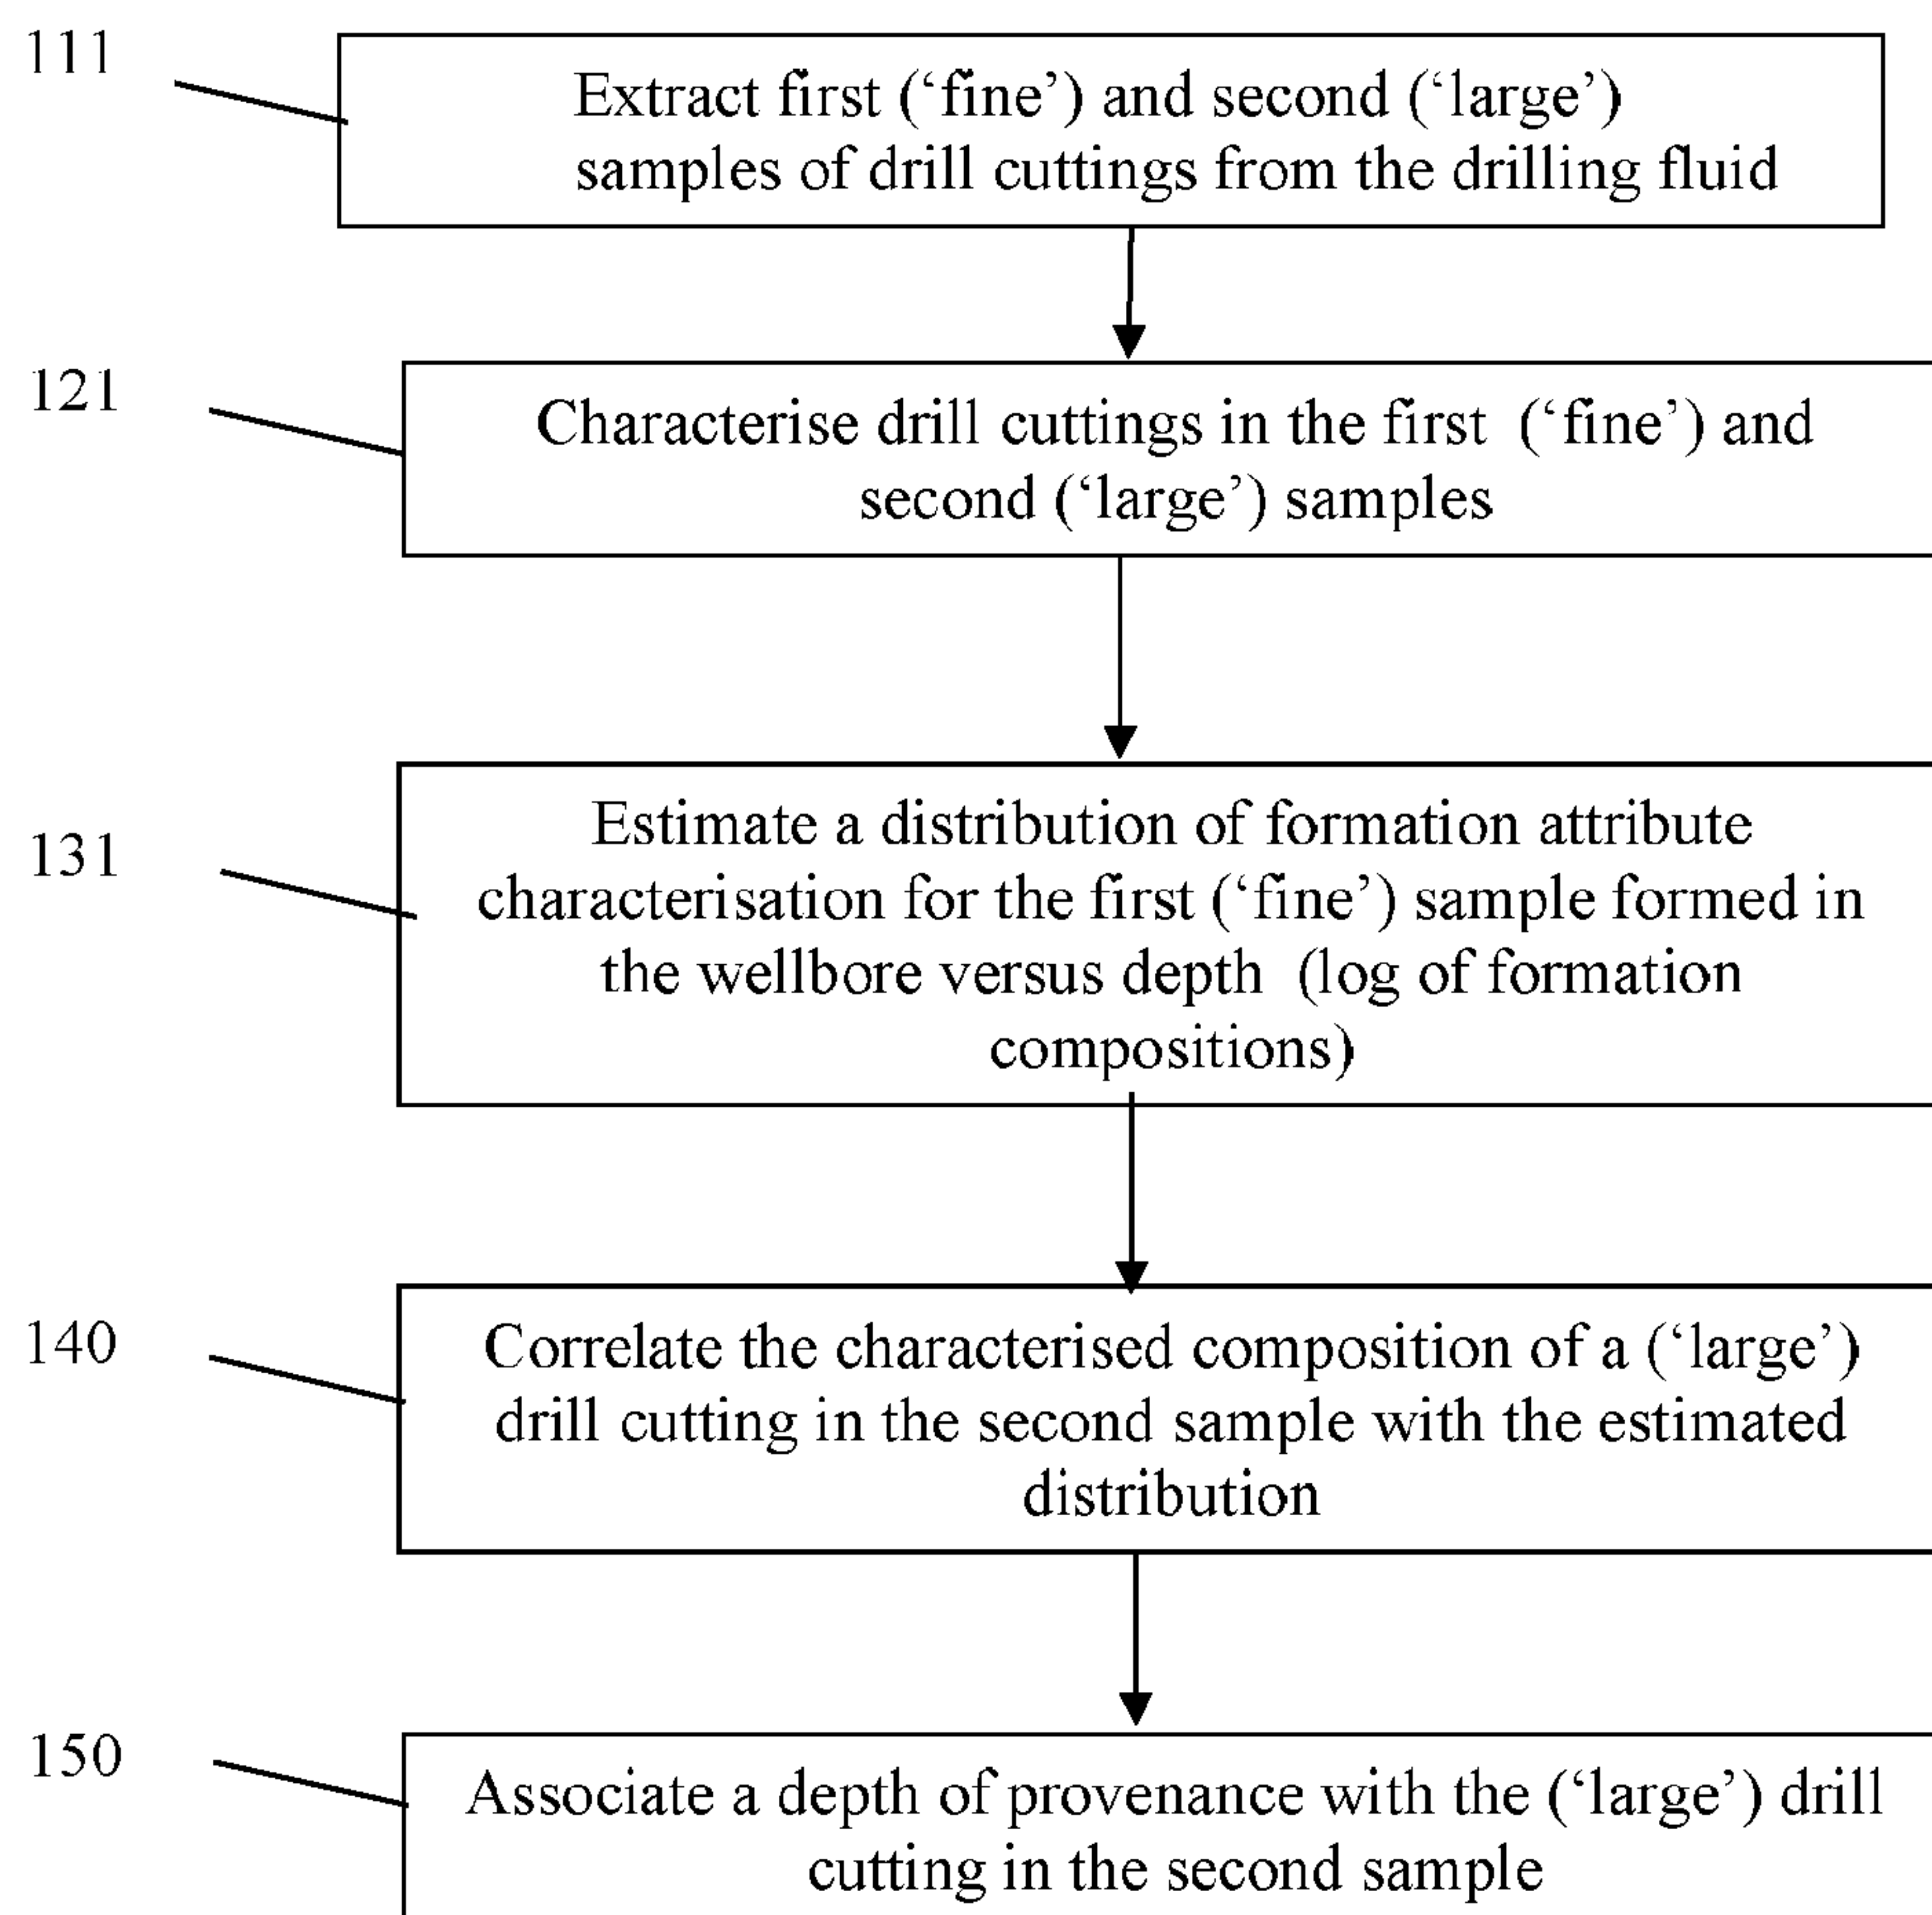 111
Extract first (‘fine’) and second (‘large’)
samples of drill cuttings from the drilling fluid
121
Characterise drill cuttings in the first (‘fine’) and
second (‘large’) samples
131
Estimate a distribution of formation attribute
characterisation for the first (‘fine’) sample formed in
the wellbore versus depth (log of formation
compositions)
140
Correlate the characterised composition of a (‘large’)
drill cutting in the second sample with the estimated
distribution
150
Associate a depth of provenance with the (‘large’) drill
cutting in the second sample